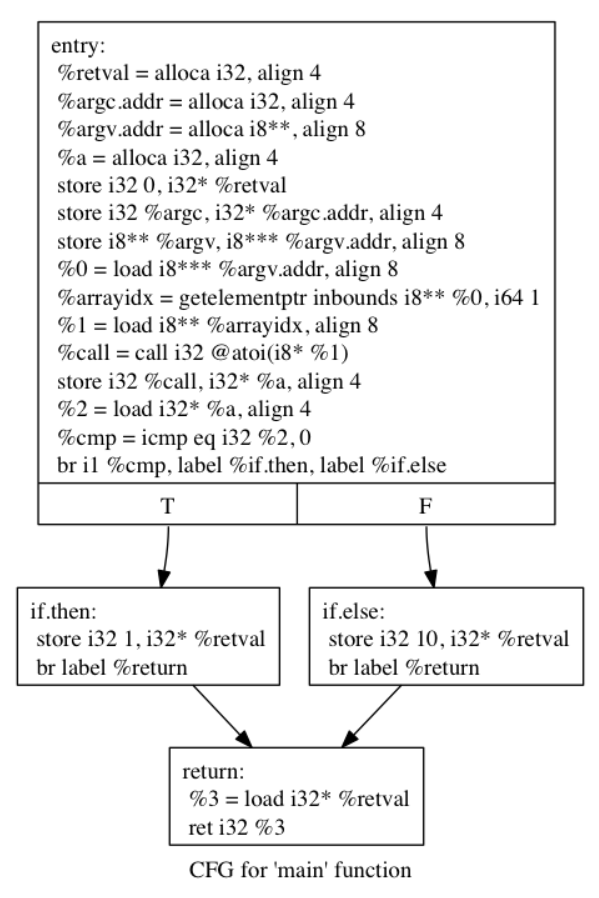 entry:
%retval = alloca i32, align 4
%argc.addr = alloca i32, align 4
%argv.addr = alloca i8**, align 8
%a = alloca i32, align 4
store i32 0, i32* %retval
store i32 %argc, i32* %argc.addr, align 4
store i8** %argv, i8*** %argv.addr, align 8
%0 = load i8*** %argv.addr, align 8
%arrayidx = getelementptr inbounds i8** %0, i64 1
%1 = load i8** %arrayidx, align 8
%call = call i32 @atoi(i8* %1)
store i32 %call, i32* %a, align 4
%2 = load i32* %a, align 4
%cmp = icmp eq i32 %2, 0
br i1 %cmp, label %if.then, label %if.else
T
F
if.then:
store i32 1, i32* %retval
br label %return
if.else:
store i32 10, i32* %retval
br label %return
return:
%3 = load i32* %retval
ret i32 %3
CFG for 'main' function